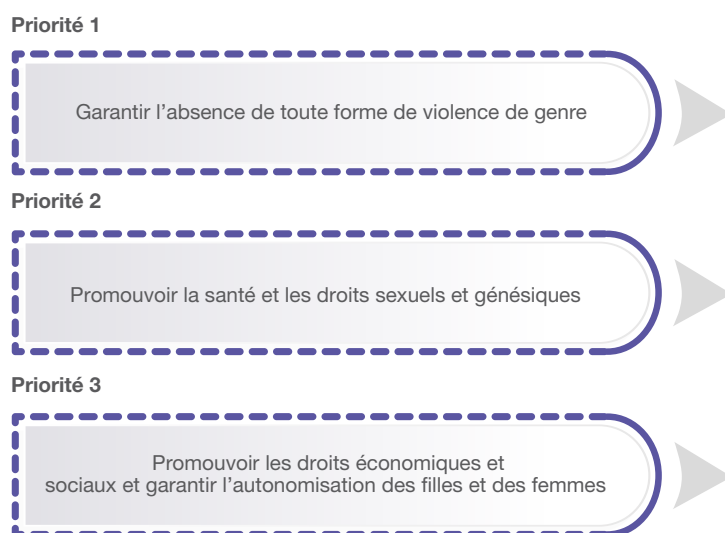 Priorité 1
Garantir l'absence de toute forme de violence de genre
Priorité 2
Promouvoir la santé et les droits sexuels et génésiques
Priorité 3
Promouvoir les droits économiques et
sociaux et garantir l'autonomisation des filles et des femmes